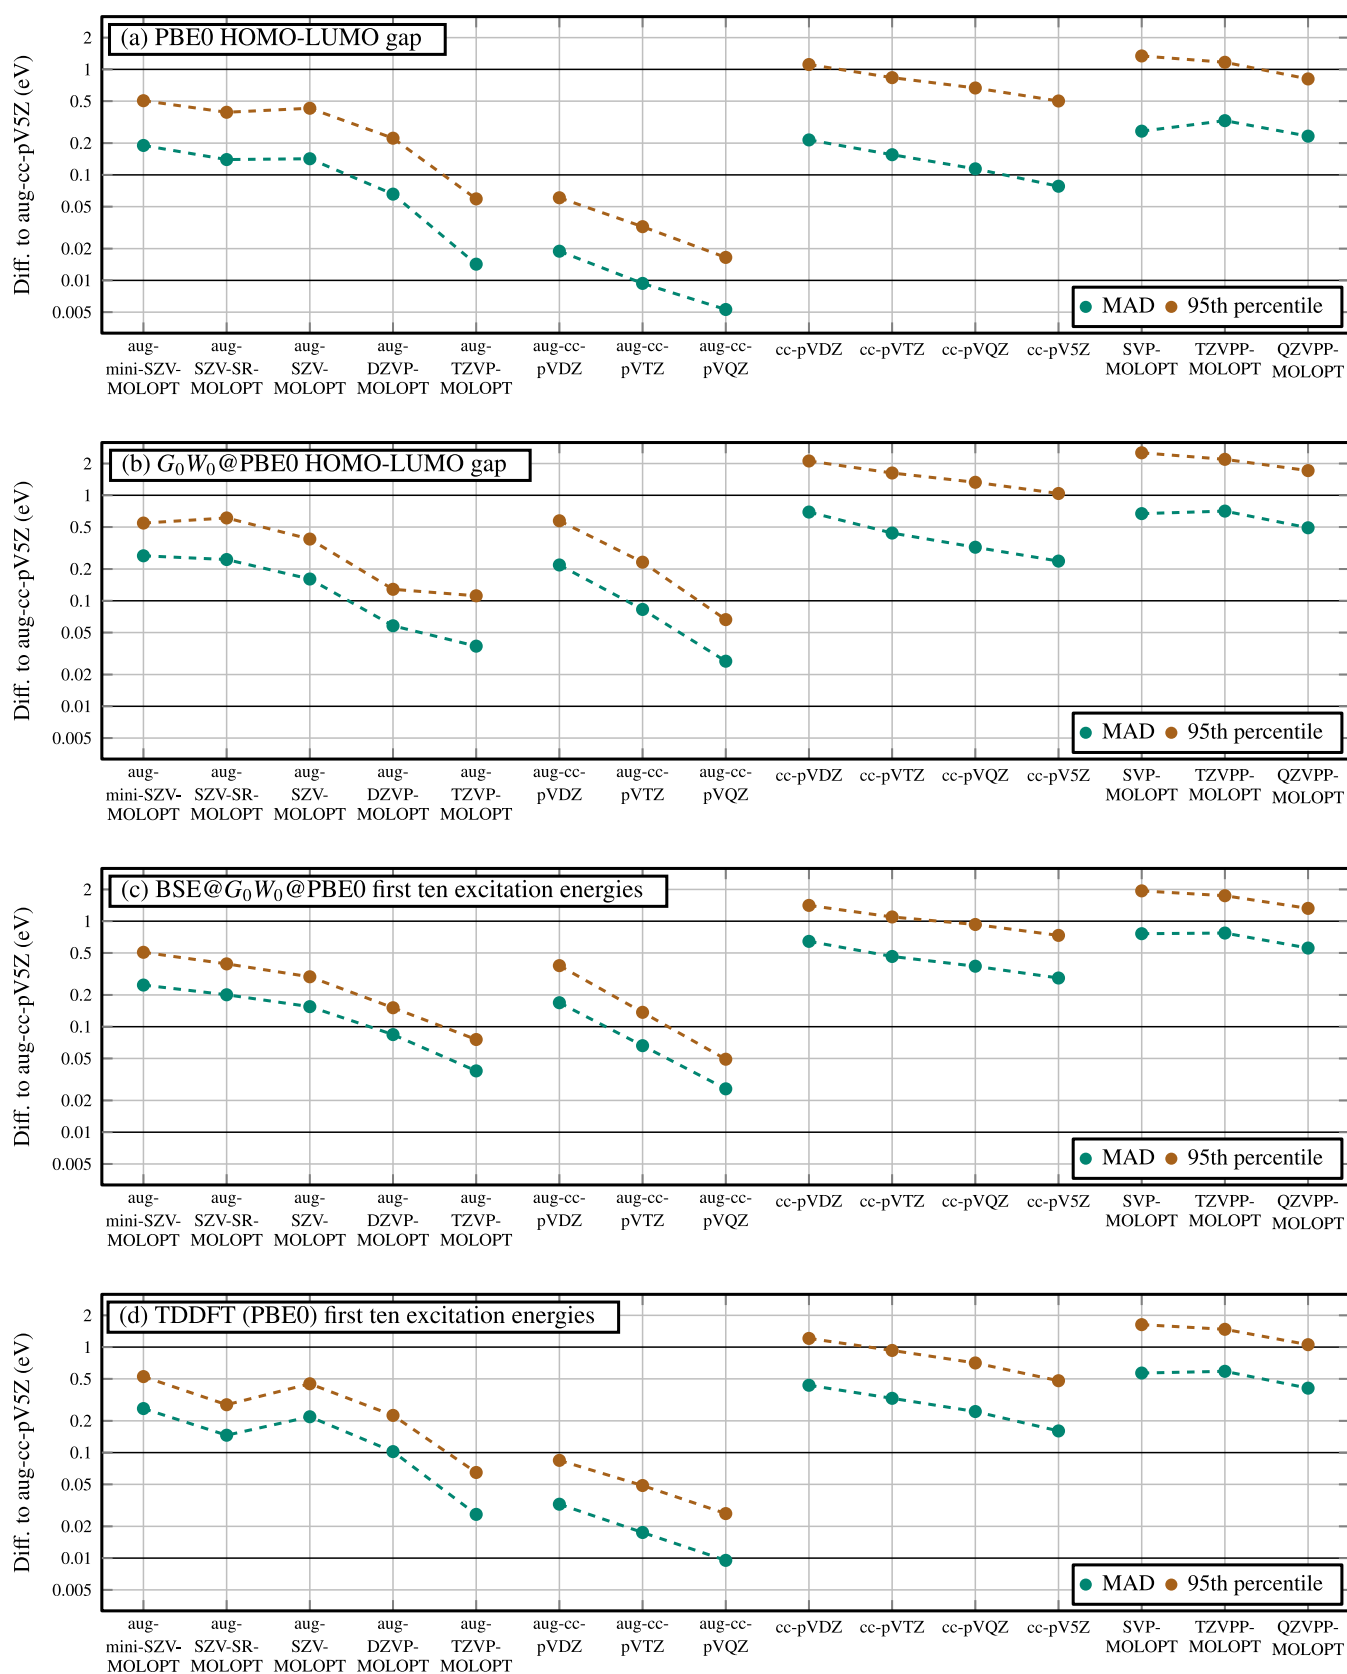 (a) PBE0 HOMO-LUMO gap
Diff. to aug-cc-pV5Z (eV)
2
1
0.5
0.2
0.1
0.05
0.02
0.01
0.005
MAD 95th percentile
aug- aug- aug- aug- aug- aug-cc- aug-cc- aug-cc- cc-pVDZ cc-pVTZ cc-pVQZ cc-pV5Z SVP- TZVPP- QZVPP-
mini-SZV- SZV-SR- SZV- DZVP- TZVP- pVDZ pVTZ pVQZ MOLOPT MOLOPT MOLOPT
MOLOPT MOLOPT MOLOPT MOLOPT MOLOPT
(b) G0W0@PBE0 HOMO-LUMO gap
Diff. to aug-cc-pV5Z (eV)
2
1
0.5
0.2
0.1
0.05
0.02
0.01
0.005
MAD 95th percentile
aug- aug- aug- aug- aug- aug-cc- aug-cc- aug-cc- cc-pVDZ cc-pVTZ cc-pVQZ cc-pV5Z SVP- TZVPP- QZVPP-
mini-SZV- SZV-SR- SZV- DZVP- TZVP- pVDZ pVTZ pVQZ MOLOPT MOLOPT MOLOPT
MOLOPT MOLOPT MOLOPT MOLOPT MOLOPT
(c) BSE@G0W0@PBE0 first ten excitation energies
Diff. to aug-cc-pV5Z (eV)
2
1
0.5
0.2
0.1
0.05
0.02
0.01
0.005
MAD 95th percentile
aug- aug- aug- aug- aug- aug-cc- aug-cc- aug-cc- cc-pVDZ cc-pVTZ cc-pVQZ cc-pV5Z SVP- TZVPP- QZVPP-
mini-SZV- SZV-SR- SZV- DZVP- TZVP- pVDZ pVTZ pVQZ MOLOPT MOLOPT MOLOPT
MOLOPT MOLOPT MOLOPT MOLOPT MOLOPT
(d) TDDFT (PBE0) first ten excitation energies
Diff. to aug-cc-pV5Z (eV)
2
1
0.5
0.2
0.1
0.05
0.02
0.01
0.005
MAD 95th percentile
aug- aug- aug- aug- aug- aug-cc- aug-cc- aug-cc- cc-pVDZ cc-pVTZ cc-pVQZ cc-pV5Z SVP- TZVPP- QZVPP-
mini-SZV- SZV-SR- SZV- DZVP- TZVP- pVDZ pVTZ pVQZ MOLOPT MOLOPT MOLOPT
MOLOPT MOLOPT MOLOPT MOLOPT MOLOPT